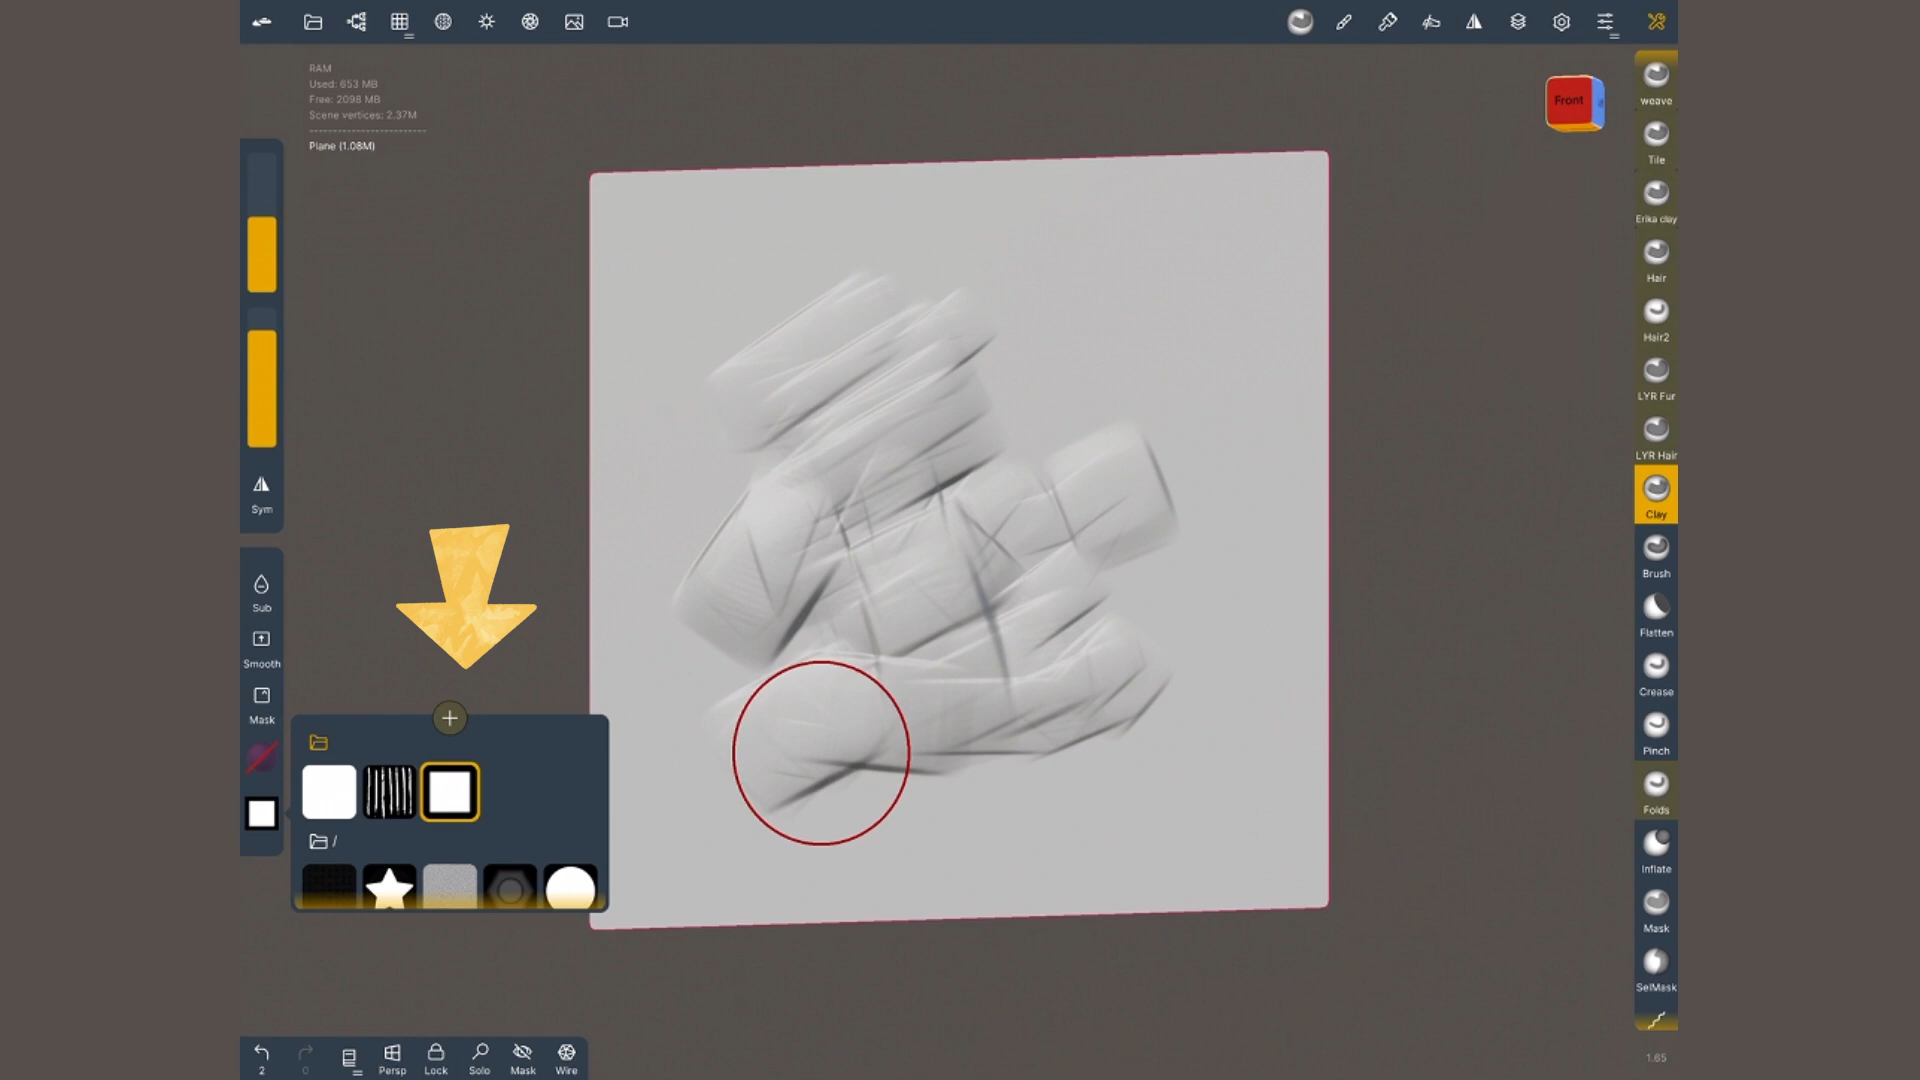 RAM
Used: 653 MB
Free: 2098 MB
Scene vertices: 2.37M
--------------------------
Plane (1.08M)
Front
weave
Tile
Erika clay
Hair
Hair2
LYR Fur
LYR Hair
Clay
Brush
Flatten
Crease
Pinch
Folds
Inflate
Mask
SelMask
1.65
Sym
Sub
Smooth
Mask
/
2
0
Persp
Lock
Solo
Mask
Wire